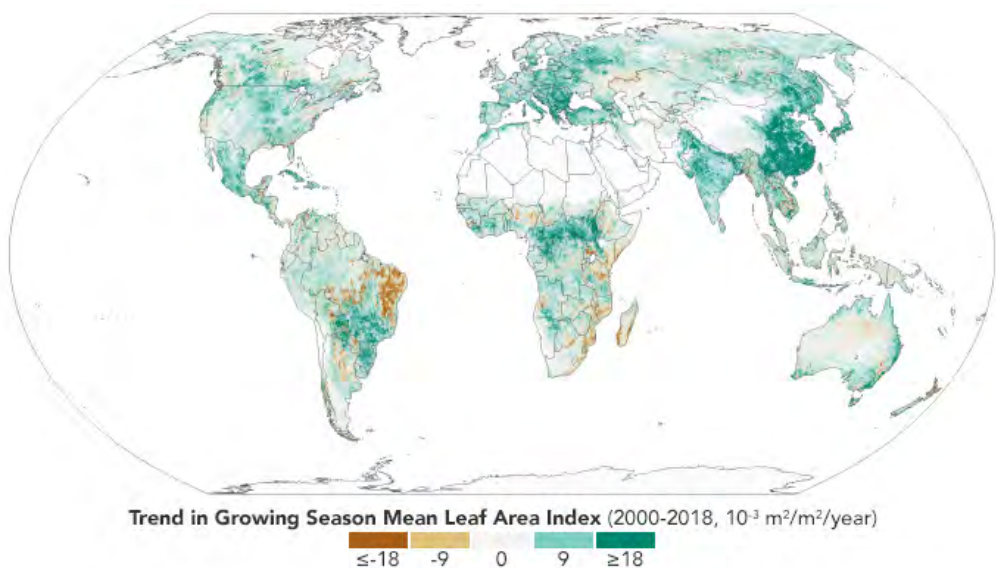 Trend in Growing Season Mean Leaf Area Index (2000-2018, 10⁻³ m²/m²/year)
≤-18 -9 0 9 ≥18